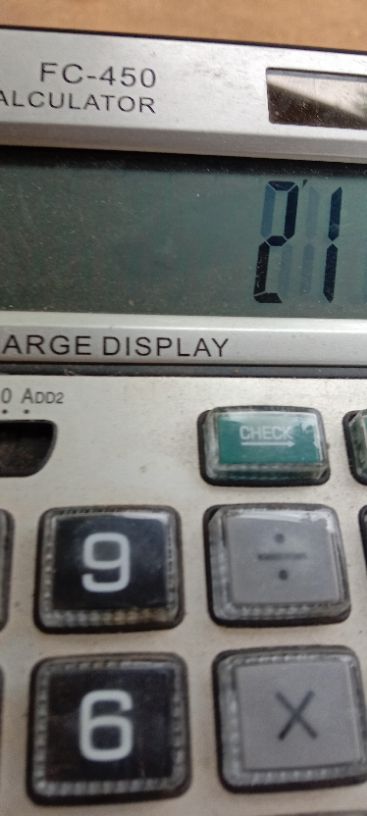 FC-450
ALCULATOR
21
ARGE DISPLAY
0 ADD2
CHECK
9 ÷
6 ×